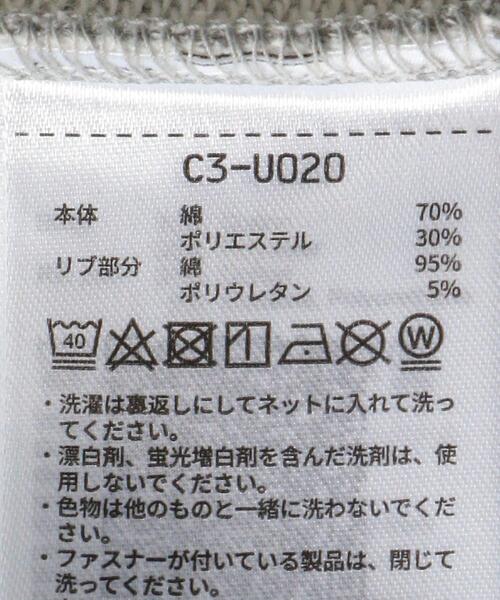 C3-U020
本体 綿 70%
ポリエステル 30%
リブ部分 綿 95%
ポリウレタン 5%
40 W
・洗濯は裏返しにしてネットに入れて洗っ
てください。
・漂白剤、蛍光増白剤を含んだ洗剤は、使
用しないでください。
・色物は他のものと一緒に洗わないでくだ
さい。
・ファスナーが付いている製品は、閉じて
洗ってください。